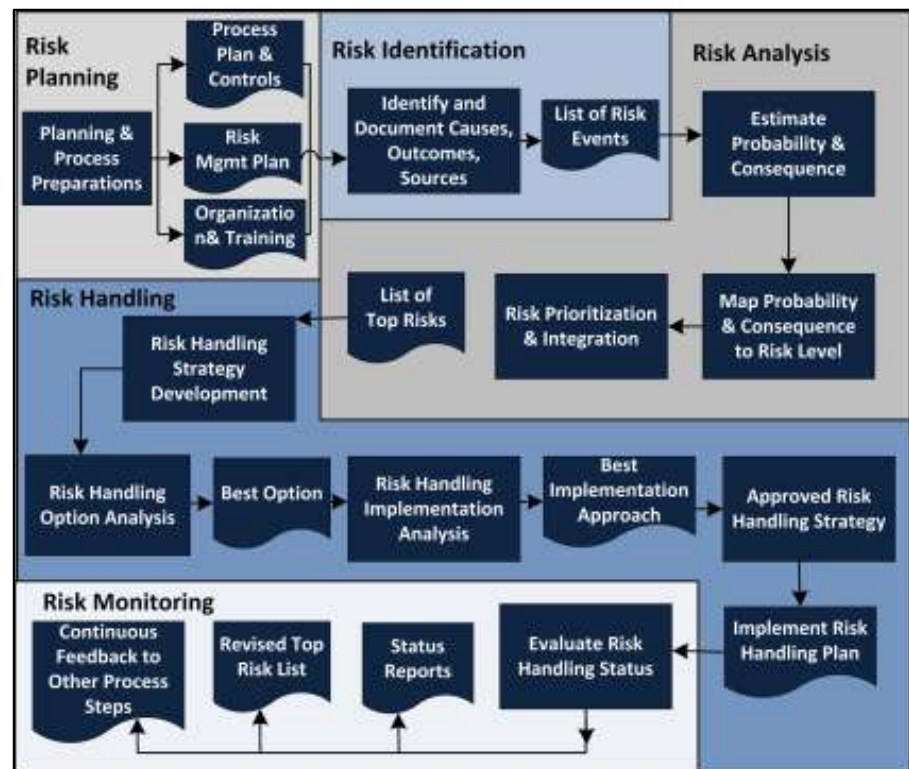 Risk
Planning
Planning &
Process
Preparations
Process
Plan &
Controls
Risk
Mgmt Plan
Organizatio
n& Training
Risk Identification
Identify and
Document Causes,
Outcomes,
Sources
List of Risk
Events
Risk Analysis
Estimate
Probability &
Consequence
Map Probability
& Consequence
to Risk Level
Risk Prioritization
& Integration
List of
Top Risks
Risk Handling
Risk Handling
Strategy
Development
Risk Handling
Option Analysis
Best Option
Risk Handling
Implementation
Analysis
Best
Implementation
Approach
Approved Risk
Handling Strategy
Implement Risk
Handling Plan
Risk Monitoring
Evaluate Risk
Handling Status
Status
Reports
Revised Top
Risk List
Continuous
Feedback to
Other Process
Steps